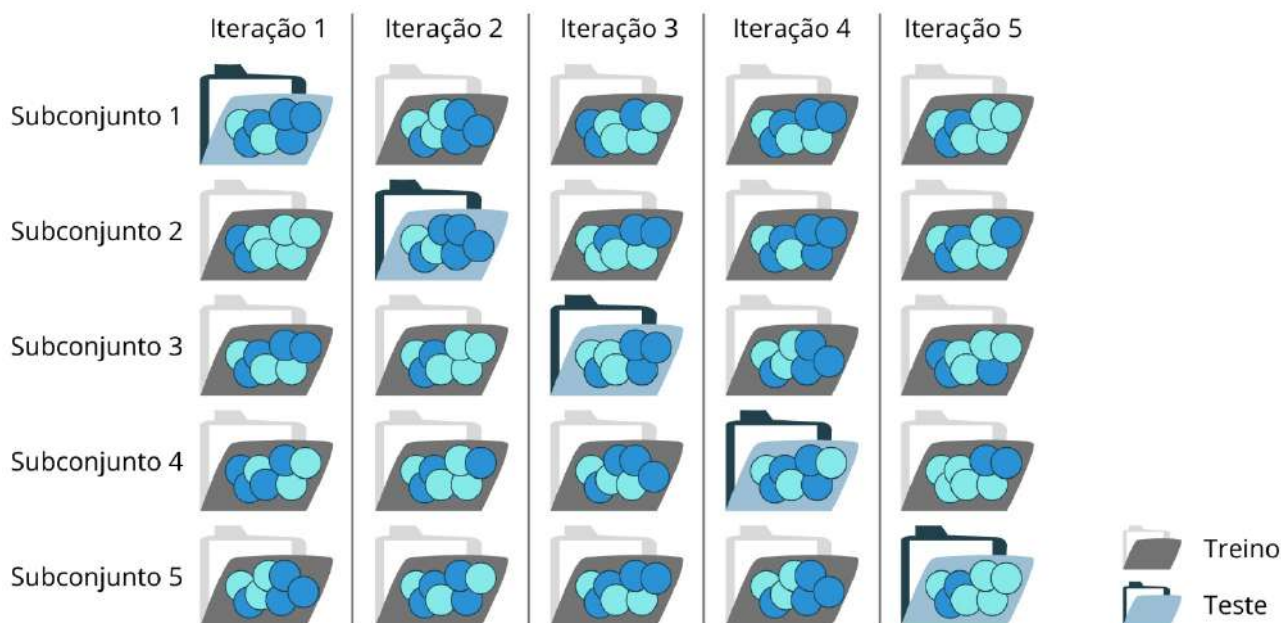 Iteração 1
Iteração 2
Iteração 3
Iteração 4
Iteração 5
Subconjunto 1
Subconjunto 2
Subconjunto 3
Subconjunto 4
Subconjunto 5
Treino
Teste